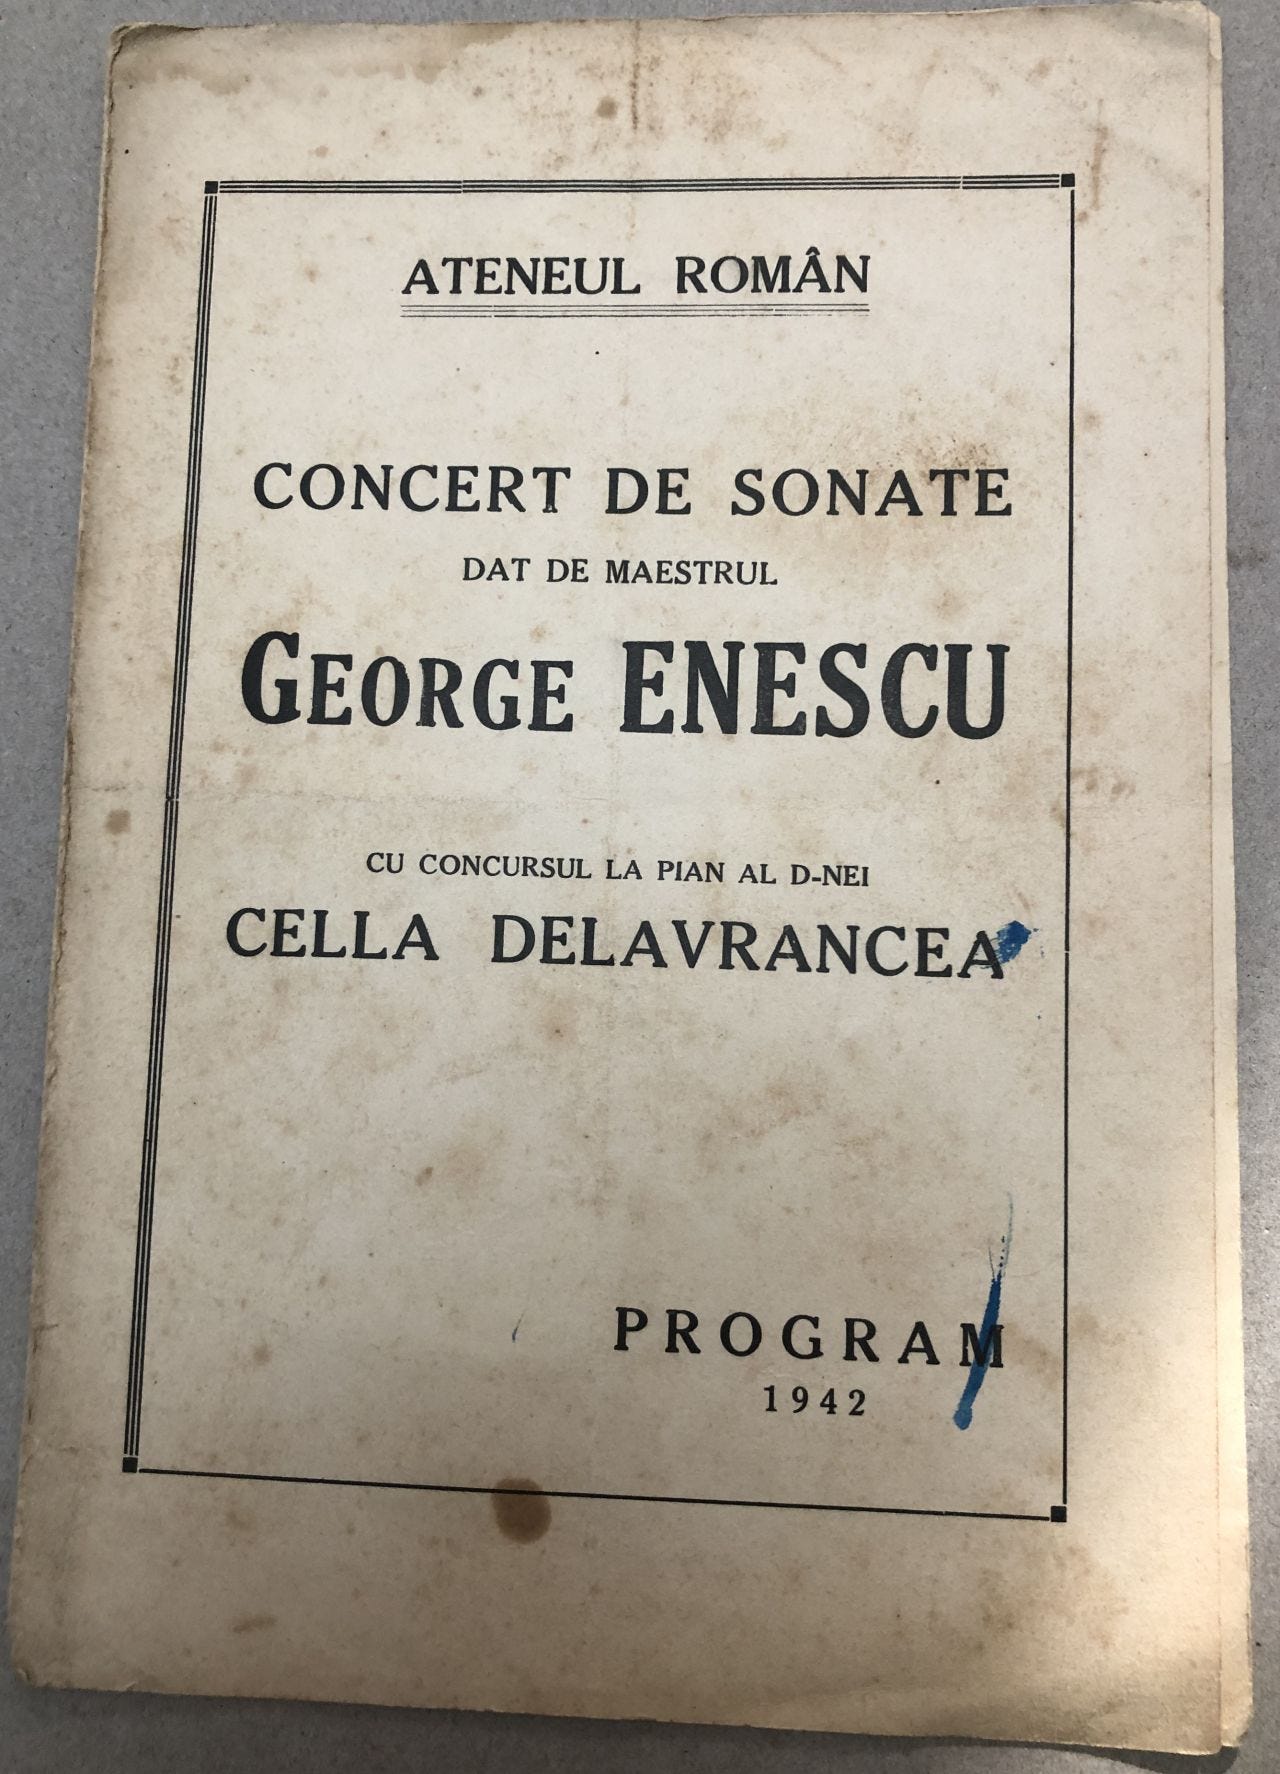 ATENEUL ROMÂN
CONCERT DE SONATE
DAT DE MAESTRUL
GEORGE ENESCU
CU CONCURSUL LA PIAN AL D-NEI
CELLA DELAVRANCEA
PROGRAM
1942